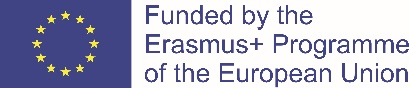 Funded by the
Erasmus+ Programme
of the European Union